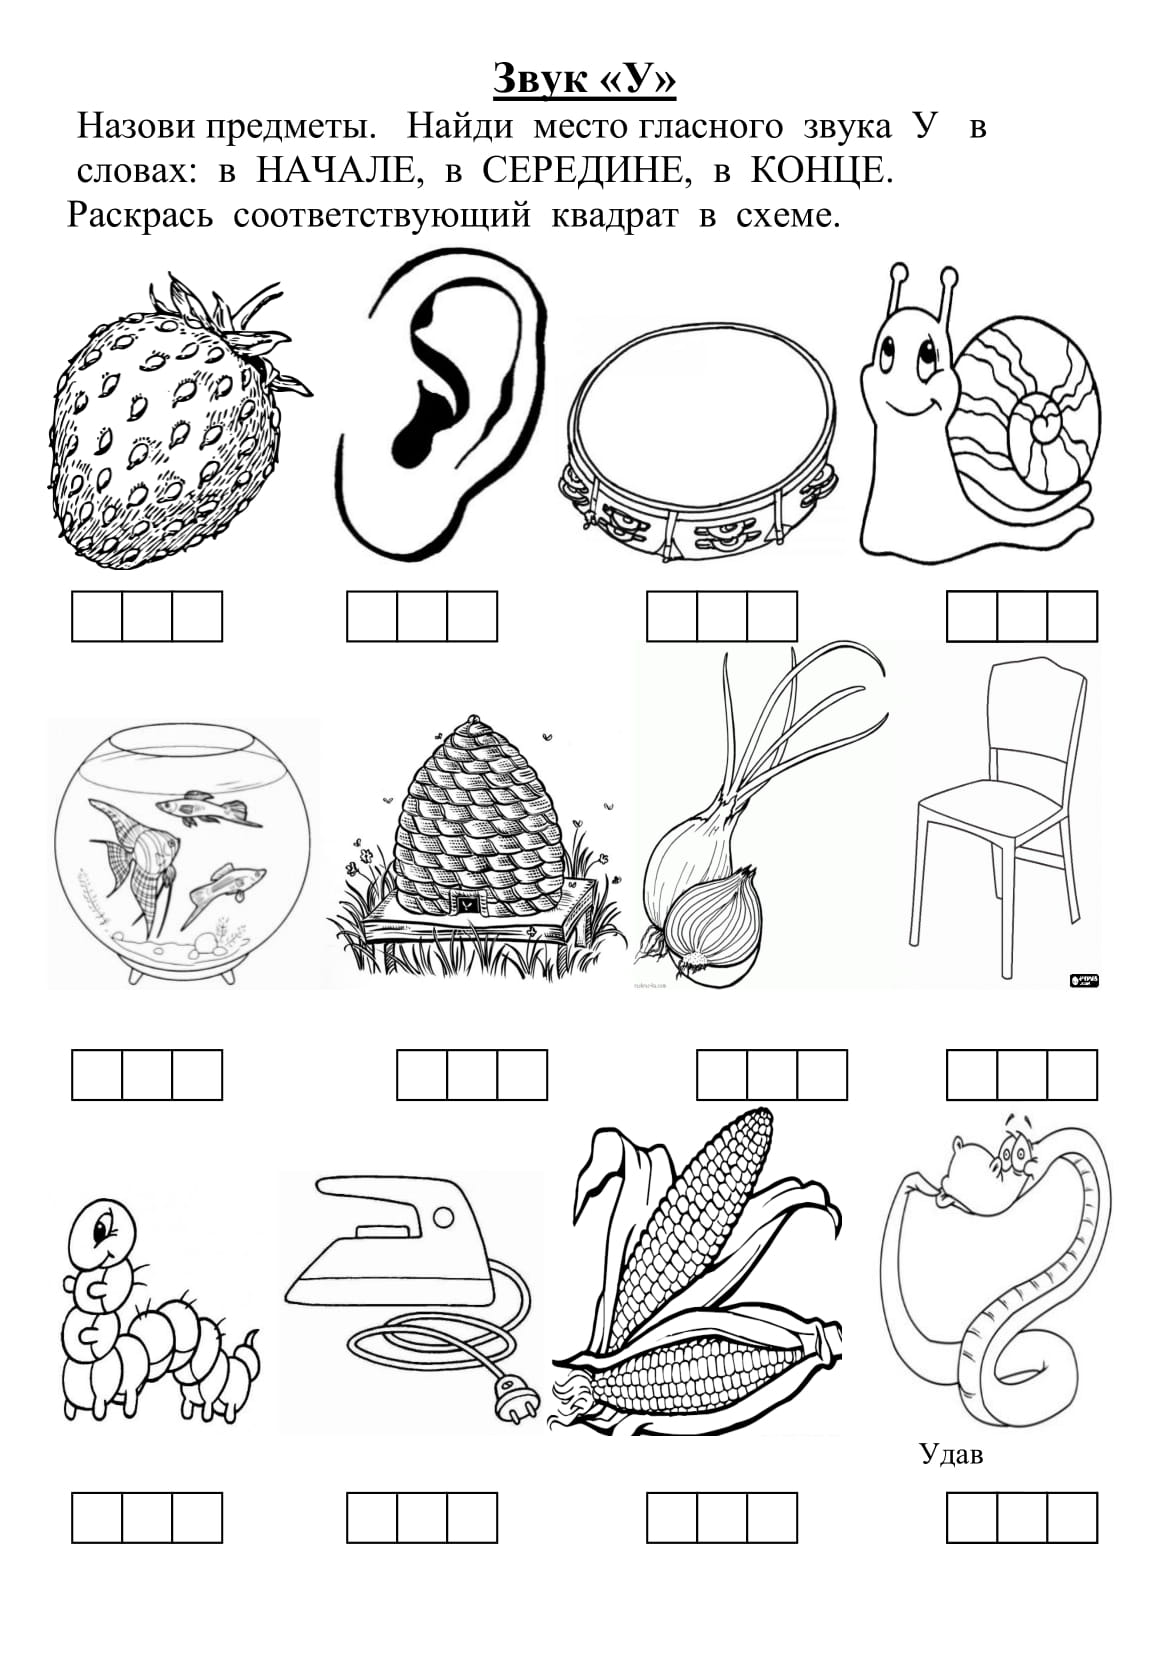 Звук «У»
Назови предметы. Найди место гласного звука У в
словах: в НАЧАЛЕ, в СЕРЕДИНЕ, в КОНЦЕ.
Раскрась соответствующий квадрат в схеме.
Удав